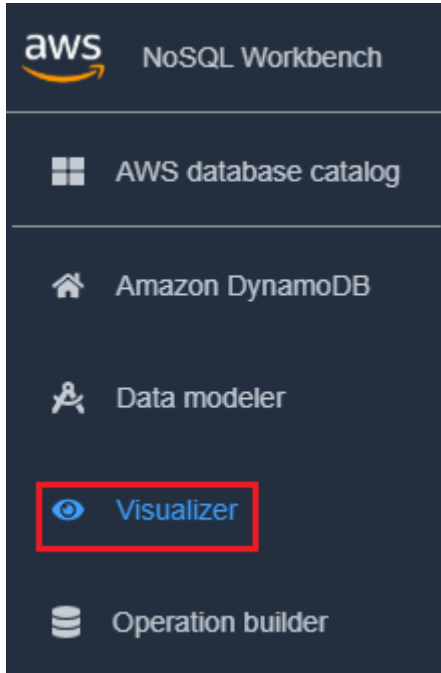 aws NoSQL Workbench
AWS database catalog
Amazon DynamoDB
Data modeler
Visualizer
Operation builder